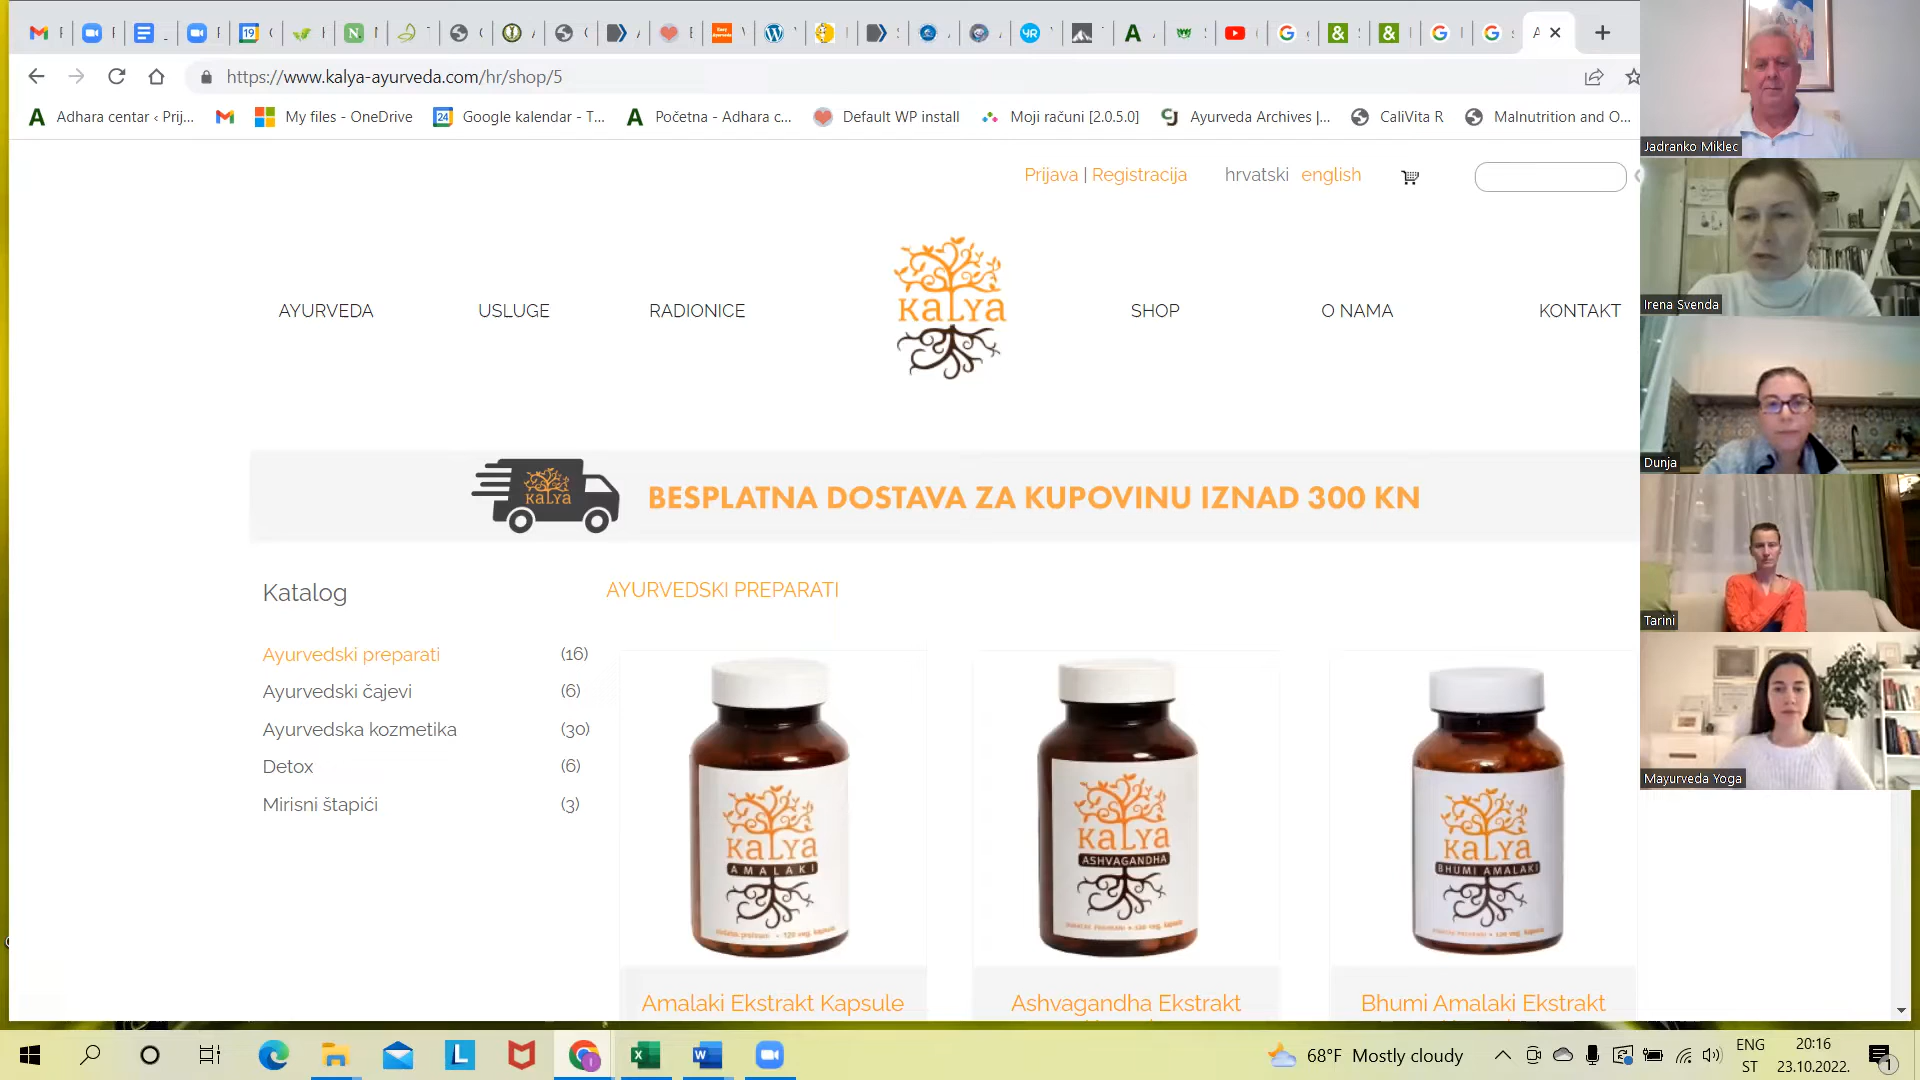 https://www.kalya-ayurveda.com/hr/shop/5
Adhara centar ‹ Prij...
My files - OneDrive
Google kalendar - T...
Početna - Adhara c...
Default WP install
Moji računi [2.0.5.0]
Ayurveda Archives |...
CaliVita R
Malnutrition and O...
Prijava | Registracija
hrvatski english
AYURVEDA
USLUGE
RADIONICE
KaLYa
SHOP
O NAMA
KONTAKT
KaLYa
BESPLATNA DOSTAVA ZA KUPOVINU IZNAD 300 KN
Katalog
Ayurvedski preparati (16)
Ayurvedski čajevi (6)
Ayurvedska kozmetika (30)
Detox (6)
Mirisni štapići (3)
AYURVEDSKI PREPARATI
KaLYa
AMALAKI
KaLYa
ASHVAGANDHA
KaLYa
BHUMI AMALAKI
Amalaki Ekstrakt Kapsule
Ashvagandha Ekstrakt
Bhumi Amalaki Ekstrakt
Jadranko Miklec
Irena Svenda
Dunja
Tarini
Mayurveda Yoga
68°F Mostly cloudy
ENG
ST
20:16
23.10.2022.
1